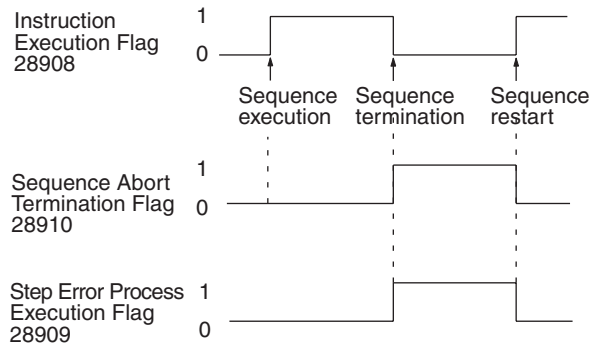 Instruction
Execution Flag
28908
1
0
Sequence
execution
Sequence
termination
Sequence
restart
Sequence Abort
Termination Flag
28910
1
0
Step Error Process
Execution Flag
28909
1
0